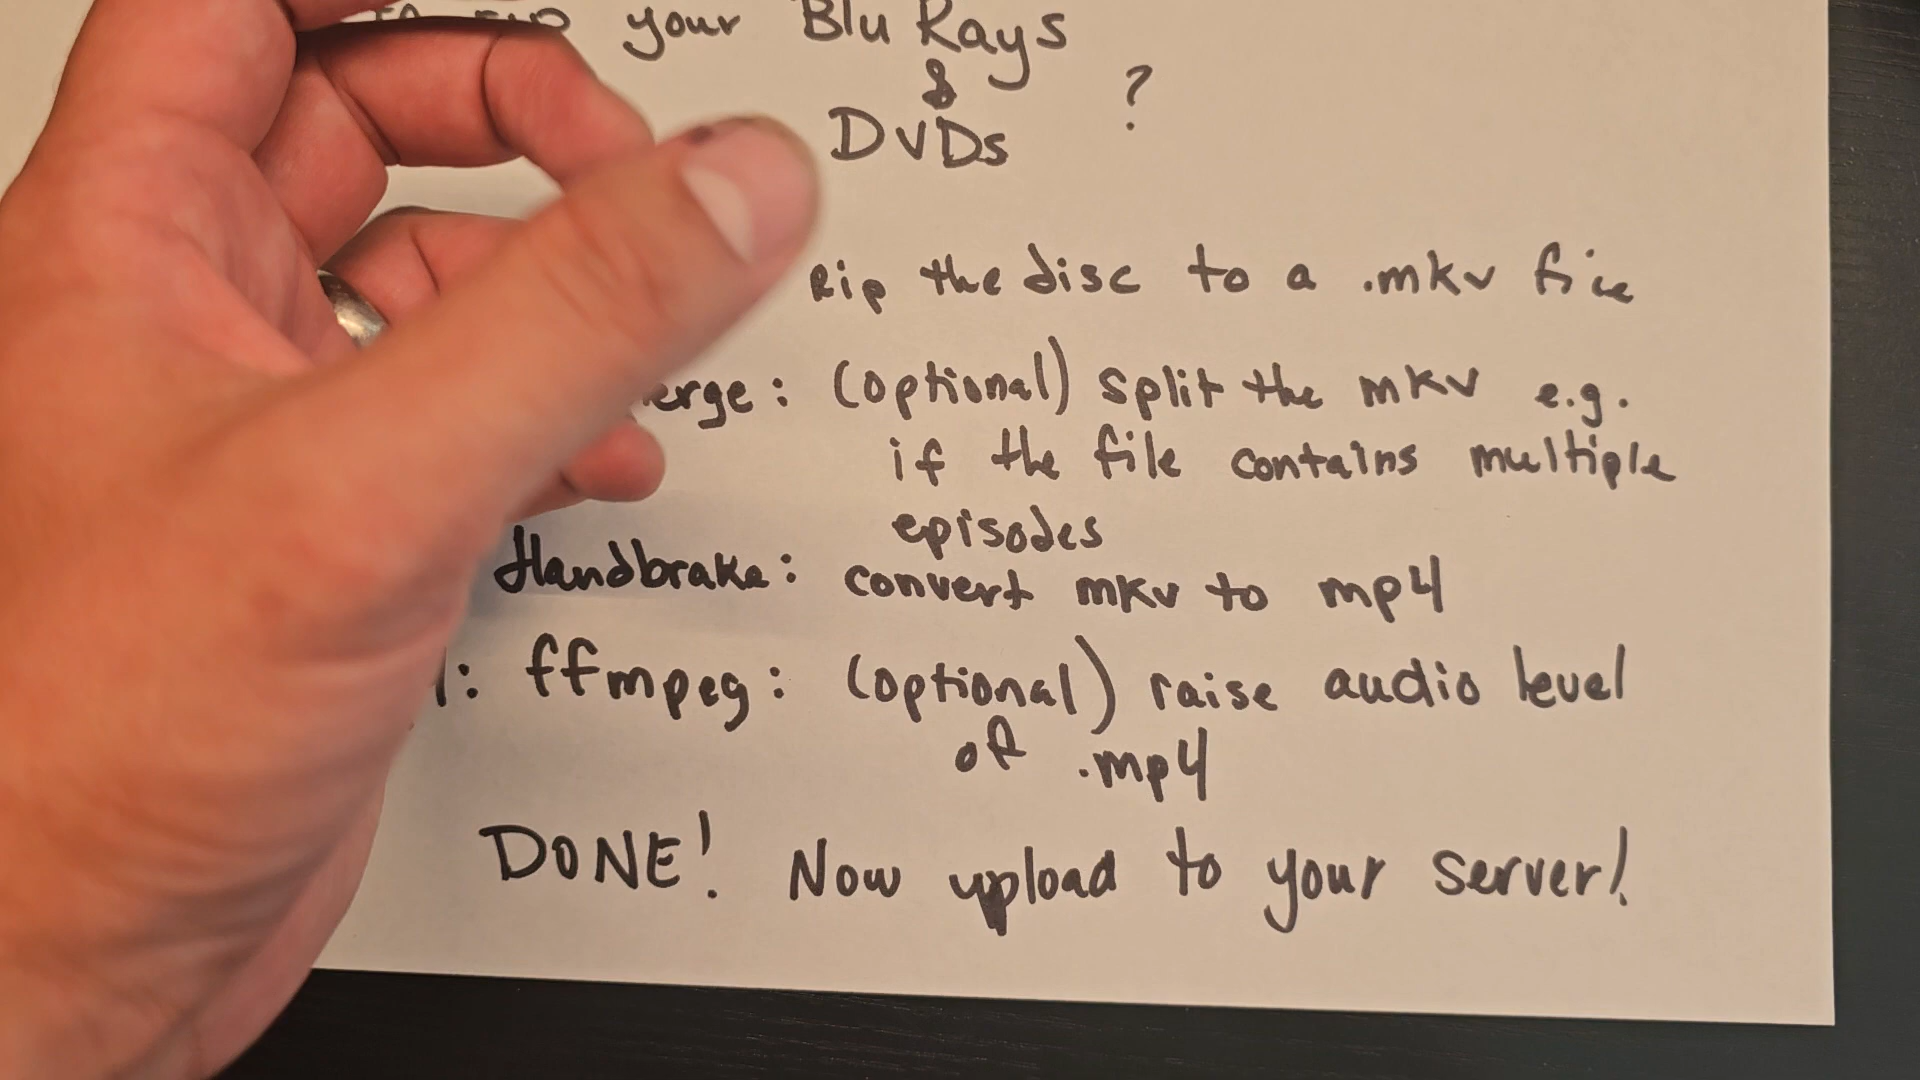 your Blu Rays
&
DVDs ?
Rip the disc to a .mkv file
erge: (optional) split the mkv e.g.
if the file contains multiple
episodes
Handbrake: convert mkv to mp4
: ffmpeg: (optional) raise audio level
of .mp4
DONE! Now upload to your server!